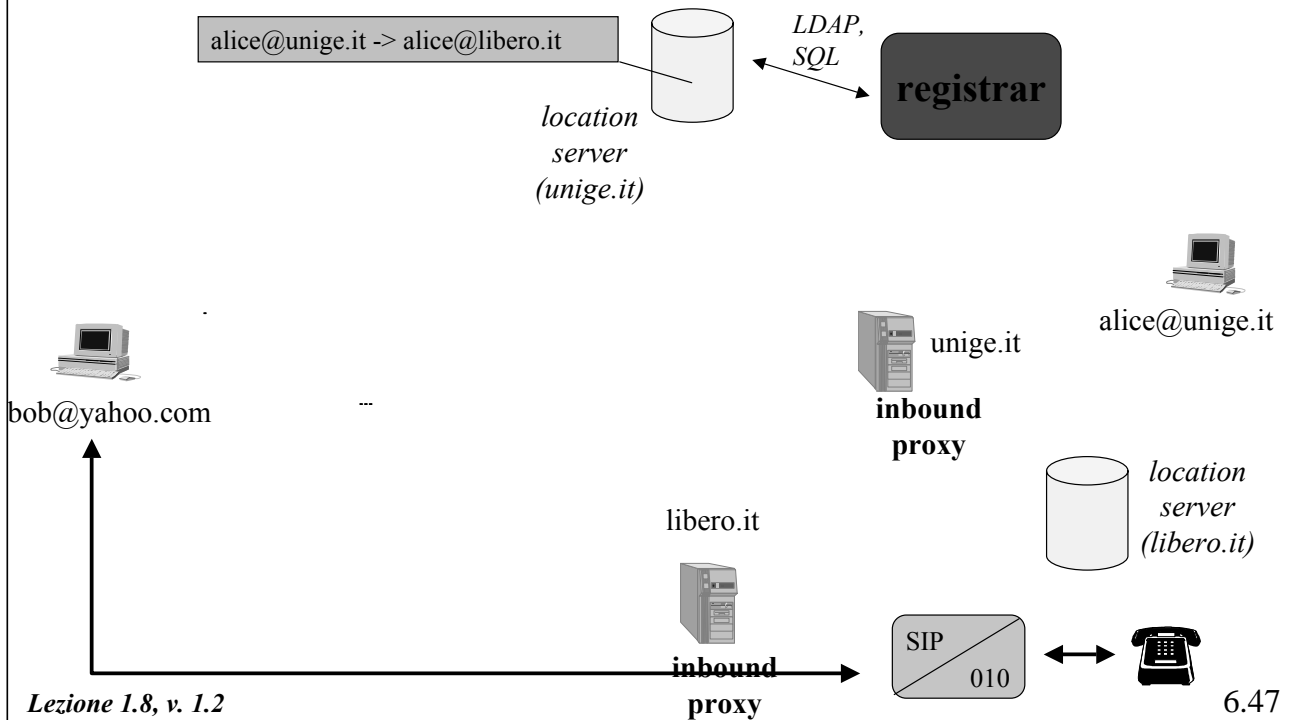 alice@unige.it -> alice@libero.it
LDAP,
SQL
registrar
location
server
(unige.it)
alice@unige.it
unige.it
inbound
proxy
bob@yahoo.com
...
location
server
(libero.it)
libero.it
inbound
proxy
SIP
010
Lezione 1.8, v. 1.2
6.47